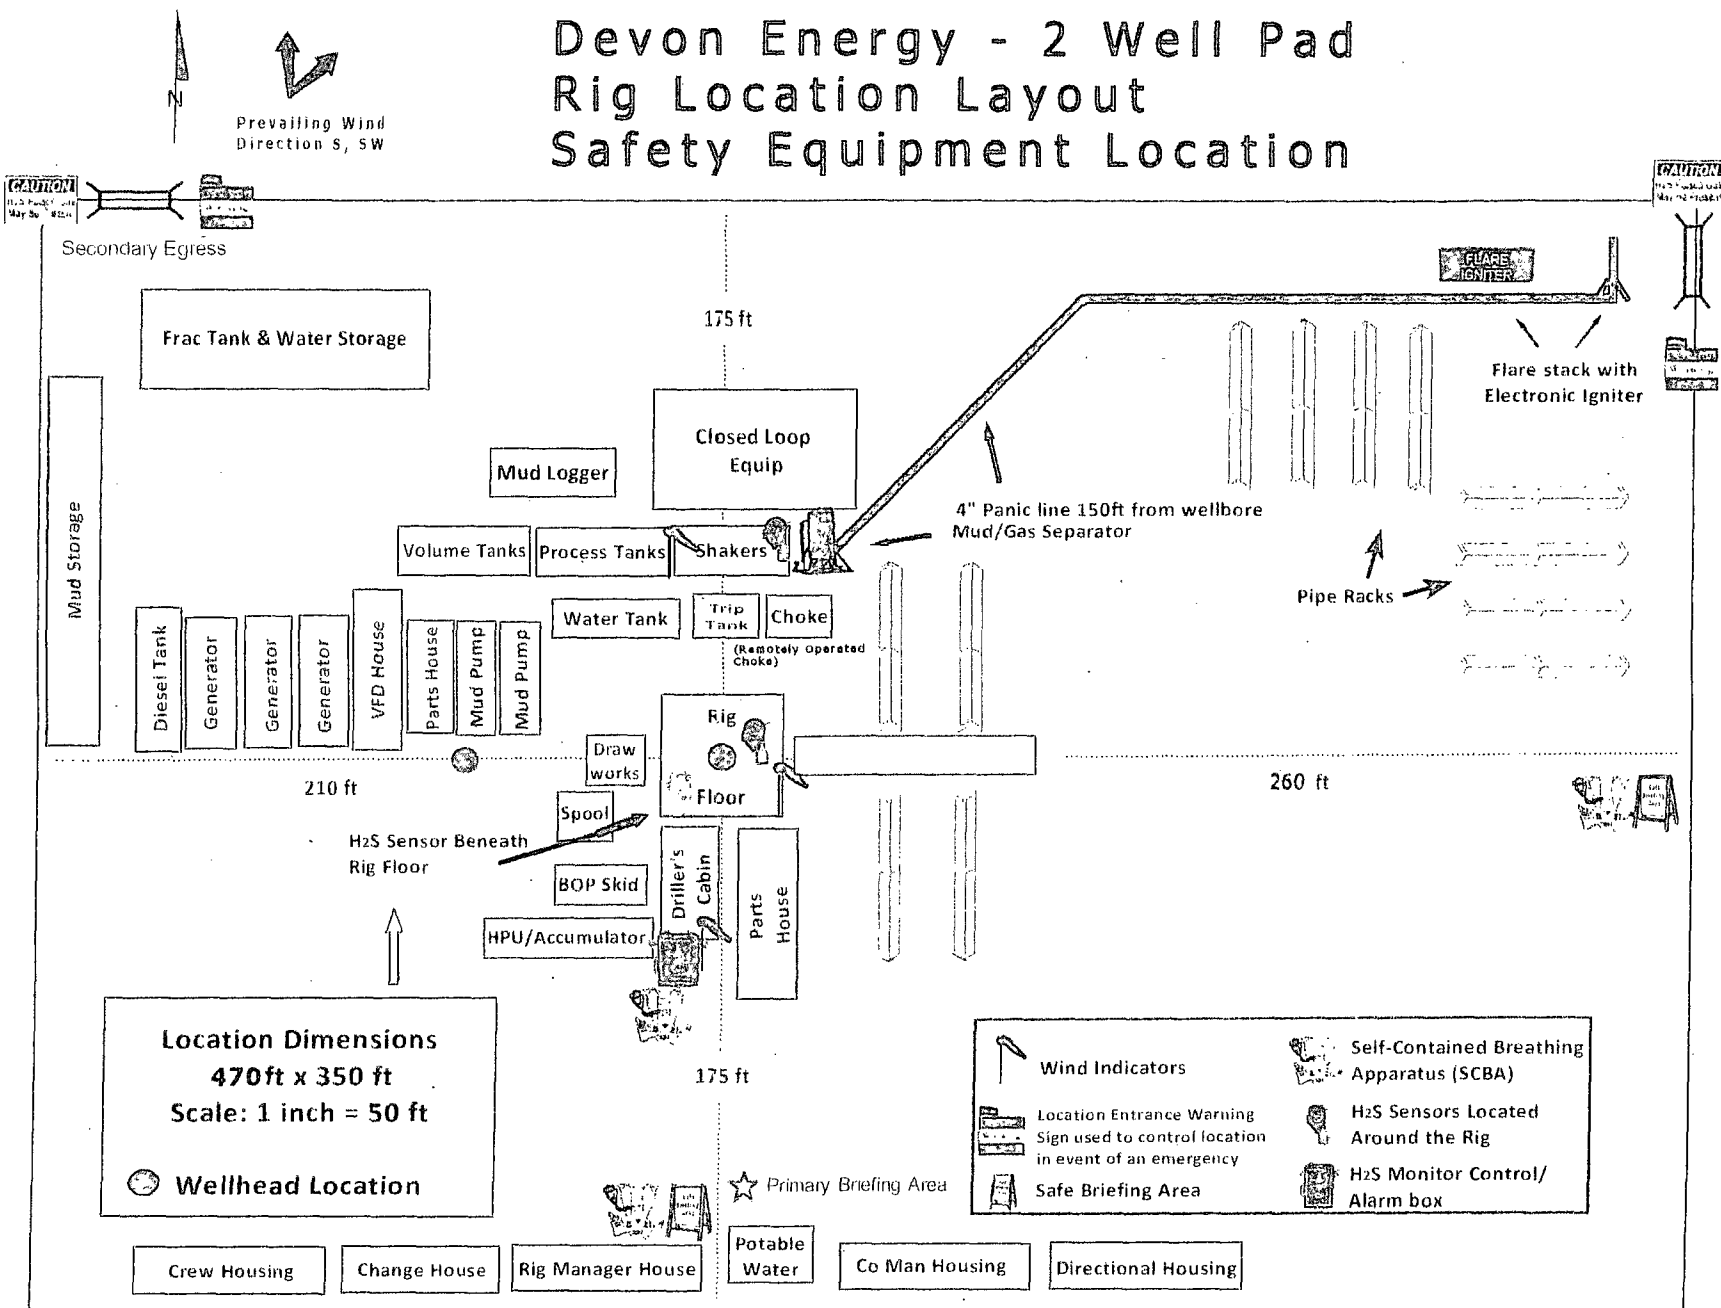 Devon Energy - 2 Well Pad
Rig Location Layout
Safety Equipment Location
N
Prevailing Wind
Direction S, SW
CAUTION
CAUTION
Secondary Egress
FLARE
IGNITER
Frac Tank & Water Storage
175 ft
Flare stack with
Electronic Igniter
Closed Loop
Equip
Mud Logger
4" Panic line 150ft from wellbore
Mud/Gas Separator
Mud Storage
Volume Tanks
Process Tanks
Shakers
Pipe Racks
Water Tank
Trip
Tank
Choke
(Remotely Operated
Choke)
Diesel Tank
Generator
Generator
Generator
VFD House
Parts House
Mud Pump
Mud Pump
Rig
Floor
Draw
works
210 ft
260 ft
Spool
H2S Sensor Beneath
Rig Floor
BOP Skid
Driller's
Cabin
Parts
House
HPU/Accumulator
Location Dimensions
470ft x 350 ft
Scale: 1 inch = 50 ft
Wellhead Location
175 ft
Wind Indicators
Location Entrance Warning
Sign used to control location
in event of an emergency
Safe Briefing Area
Self-Contained Breathing
Apparatus (SCBA)
H2S Sensors Located
Around the Rig
H2S Monitor Control/
Alarm box
Primary Briefing Area
Crew Housing
Change House
Rig Manager House
Potable
Water
Co Man Housing
Directional Housing